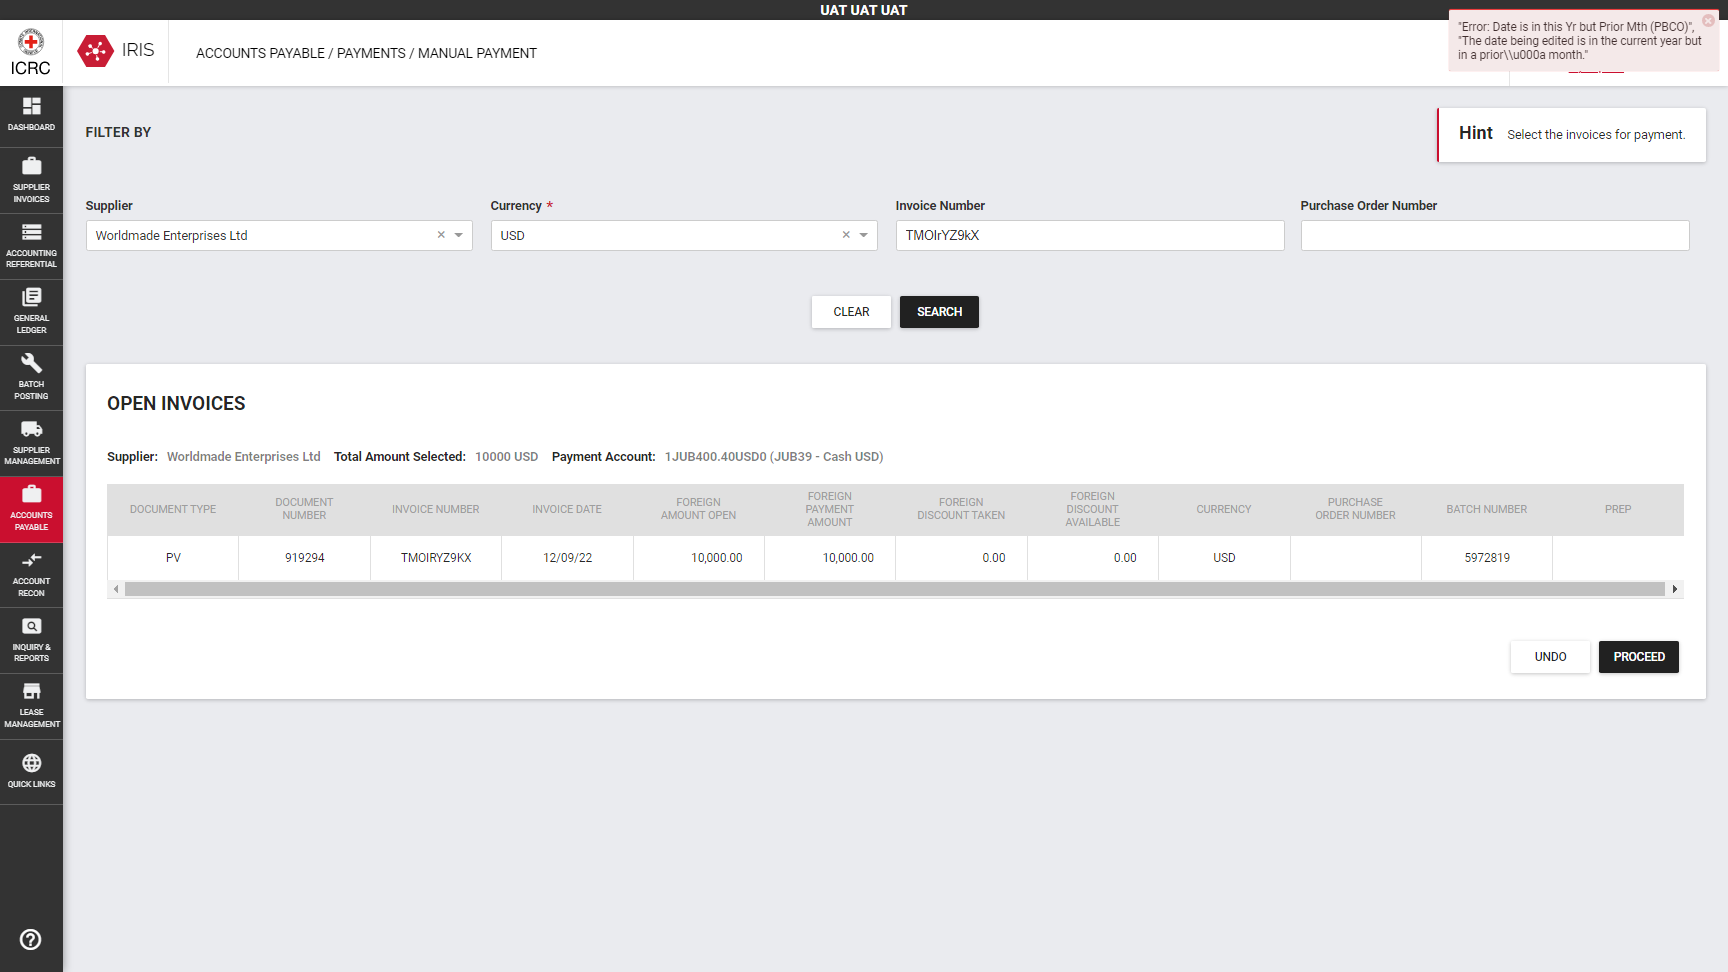 UAT UAT UAT
ICRC
IRIS
ACCOUNTS PAYABLE / PAYMENTS / MANUAL PAYMENT
"Error: Date is in this Yr but Prior Mth (PBCO)",
"The date being edited is in the current year but
in a prior\\u000a month."
DASHBOARD
SUPPLIER
INVOICES
ACCOUNTING
REFERENTIAL
GENERAL
LEDGER
BATCH
POSTING
SUPPLIER
MANAGEMENT
ACCOUNTS
PAYABLE
ACCOUNT
RECON
INQUIRY &
REPORTS
LEASE
MANAGEMENT
QUICK LINKS
FILTER BY
Hint Select the invoices for payment.
Supplier
Currency *
Invoice Number
Purchase Order Number
Worldmade Enterprises Ltd
USD
TMOIrYZ9kX
CLEAR
SEARCH
OPEN INVOICES
Supplier: Worldmade Enterprises Ltd Total Amount Selected: 10000 USD Payment Account: 1JUB400.40USD0 (JUB39 - Cash USD)
DOCUMENT TYPE
DOCUMENT
NUMBER
INVOICE NUMBER
INVOICE DATE
FOREIGN
AMOUNT OPEN
FOREIGN
PAYMENT
AMOUNT
FOREIGN
DISCOUNT TAKEN
FOREIGN
DISCOUNT
AVAILABLE
CURRENCY
PURCHASE
ORDER NUMBER
BATCH NUMBER
PREP
PV 919294 TMOIRYZ9KX 12/09/22 10,000.00 10,000.00 0.00 0.00 USD 5972819
UNDO
PROCEED